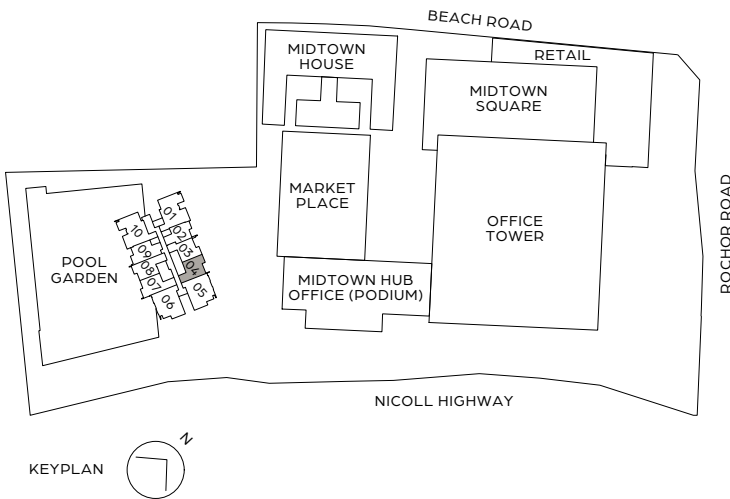 BEACH ROAD
MIDTOWN
HOUSE
RETAIL
MIDTOWN
SQUARE
ROCHOR ROAD
MARKET
PLACE
OFFICE
TOWER
POOL
GARDEN
01
02
03
04
05
10
09
08
07
06
MIDTOWN HUB
OFFICE (PODIUM)
NICOLL HIGHWAY
KEYPLAN
N